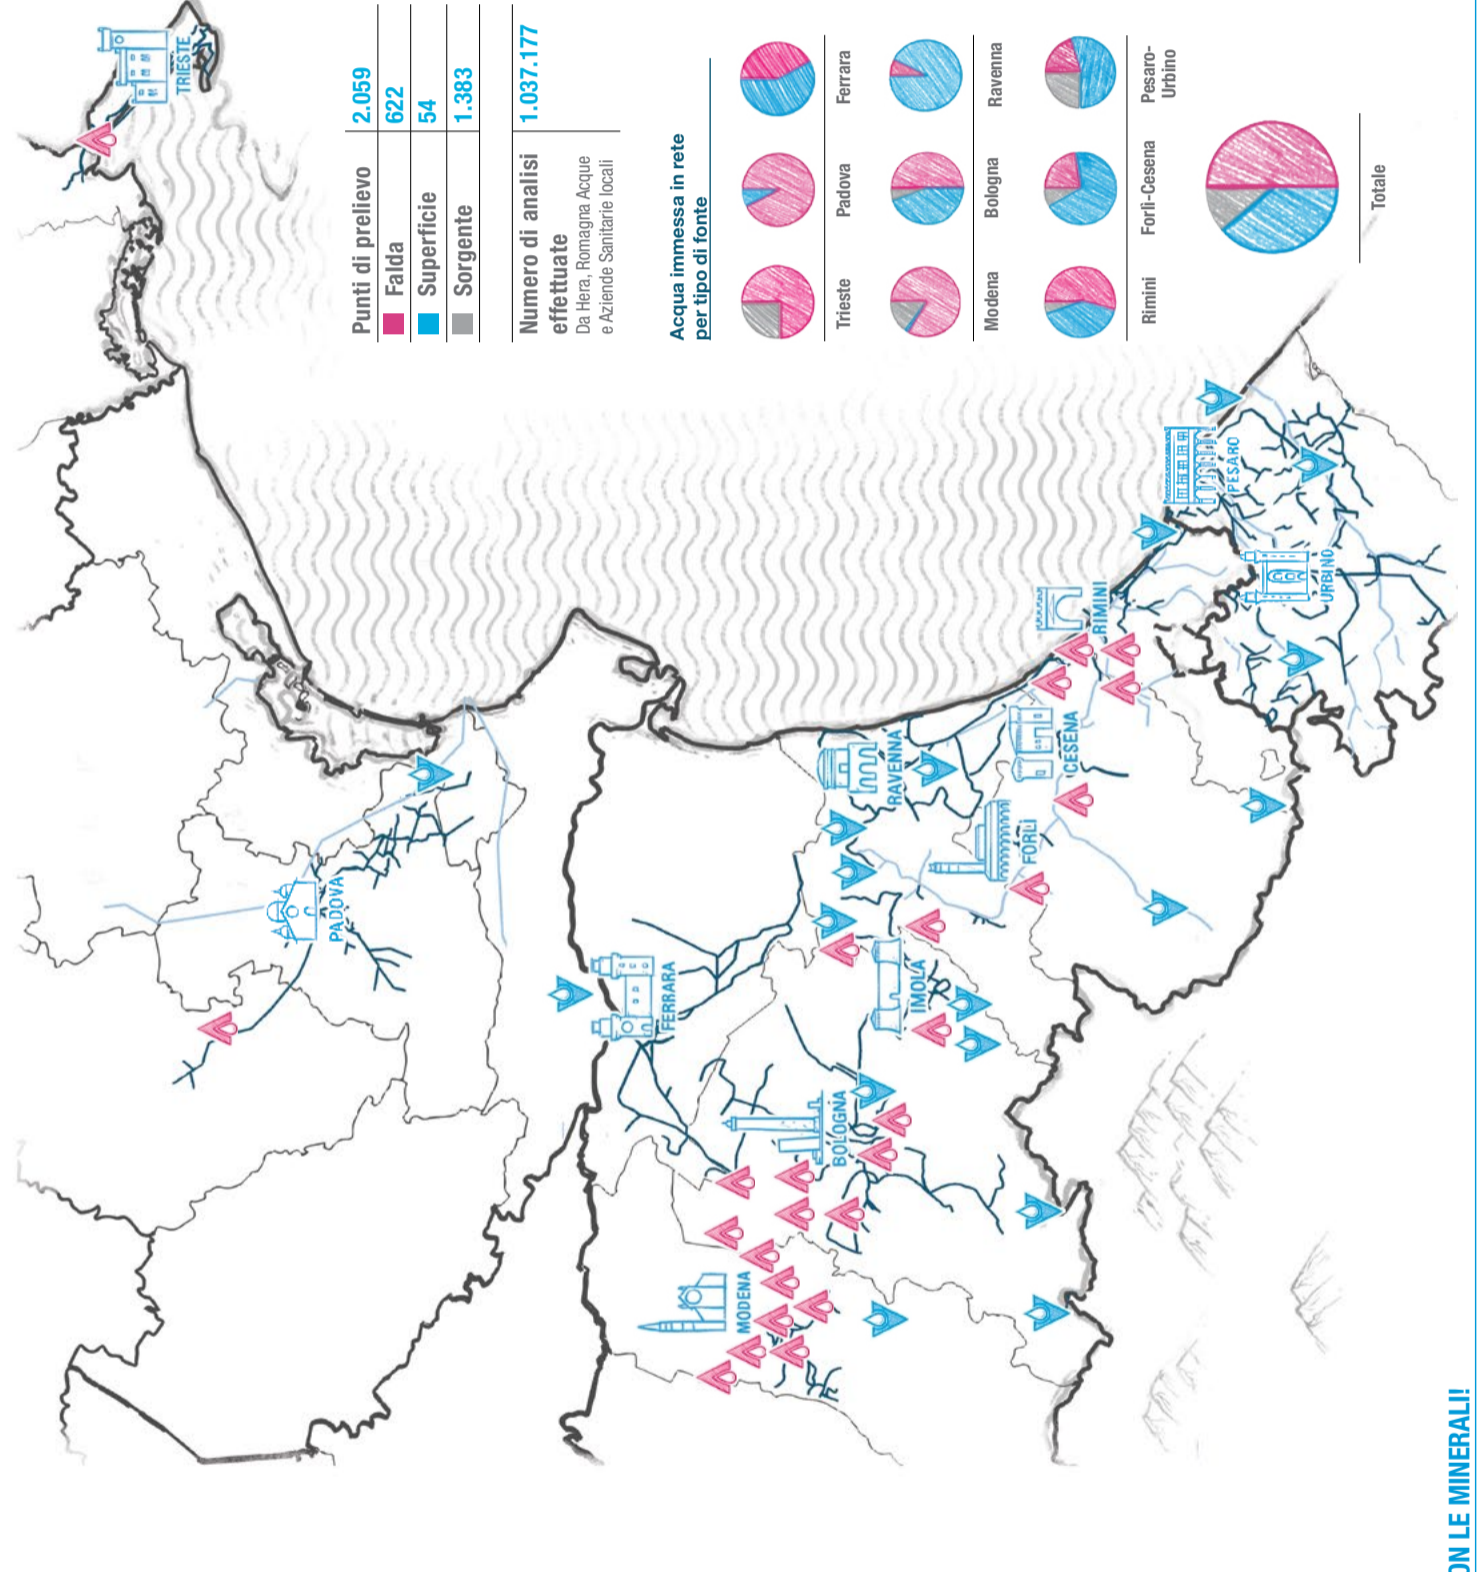 TRIESTE
PADOVA
FERRARA
MODENA
BOLOGNA
IMOLA
RAVENNA
FORLÌ
CESENA
RIMINI
PESARO
URBINO
Punti di prelievo 2.059
Falda 622
Superficie 54
Sorgente 1.383
Numero di analisi
effettuate 1.037.177
Da Hera, Romagna Acque
e Aziende Sanitarie locali
Acqua immessa in rete
per tipo di fonte
Trieste Padova Ferrara
Modena Bologna Ravenna
Rimini Forlì-Cesena Pesaro-
Urbino
Totale
ON LE MINERALI!